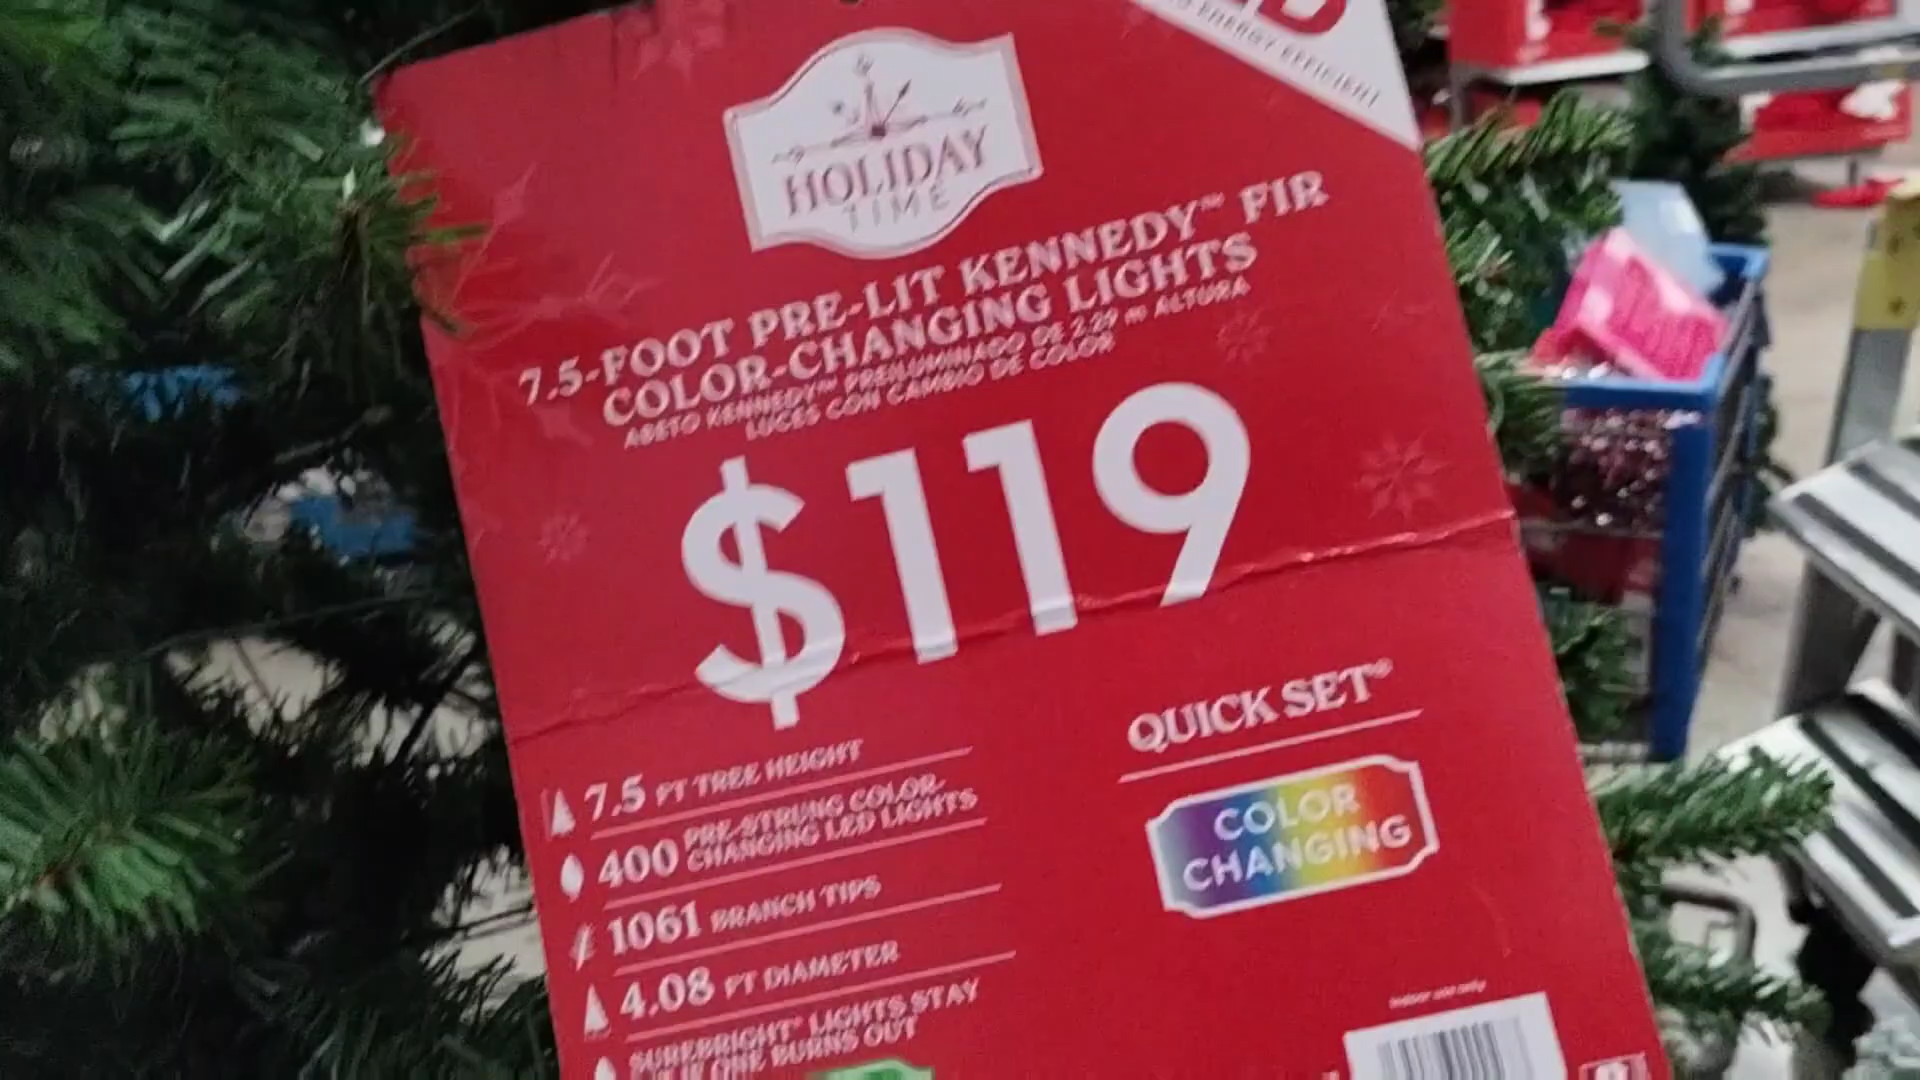 ENERGY EFFICIENT
HOLIDAY
TIME
7.5-FOOT PRE-LIT KENNEDY™ FIR
COLOR-CHANGING LIGHTS
ABETO KENNEDY™ PREILUMINADO DE 2.29 m ALTURA
LUCES CON CAMBIO DE COLOR
$119
QUICK SET®
COLOR
CHANGING
7.5 FT TREE HEIGHT
400 PRE-STRUNG COLOR-
CHANGING LED LIGHTS
1061 BRANCH TIPS
4.08 FT DIAMETER
SUREBRIGHT® LIGHTS STAY
IF ONE BURNS OUT
Indoor use only